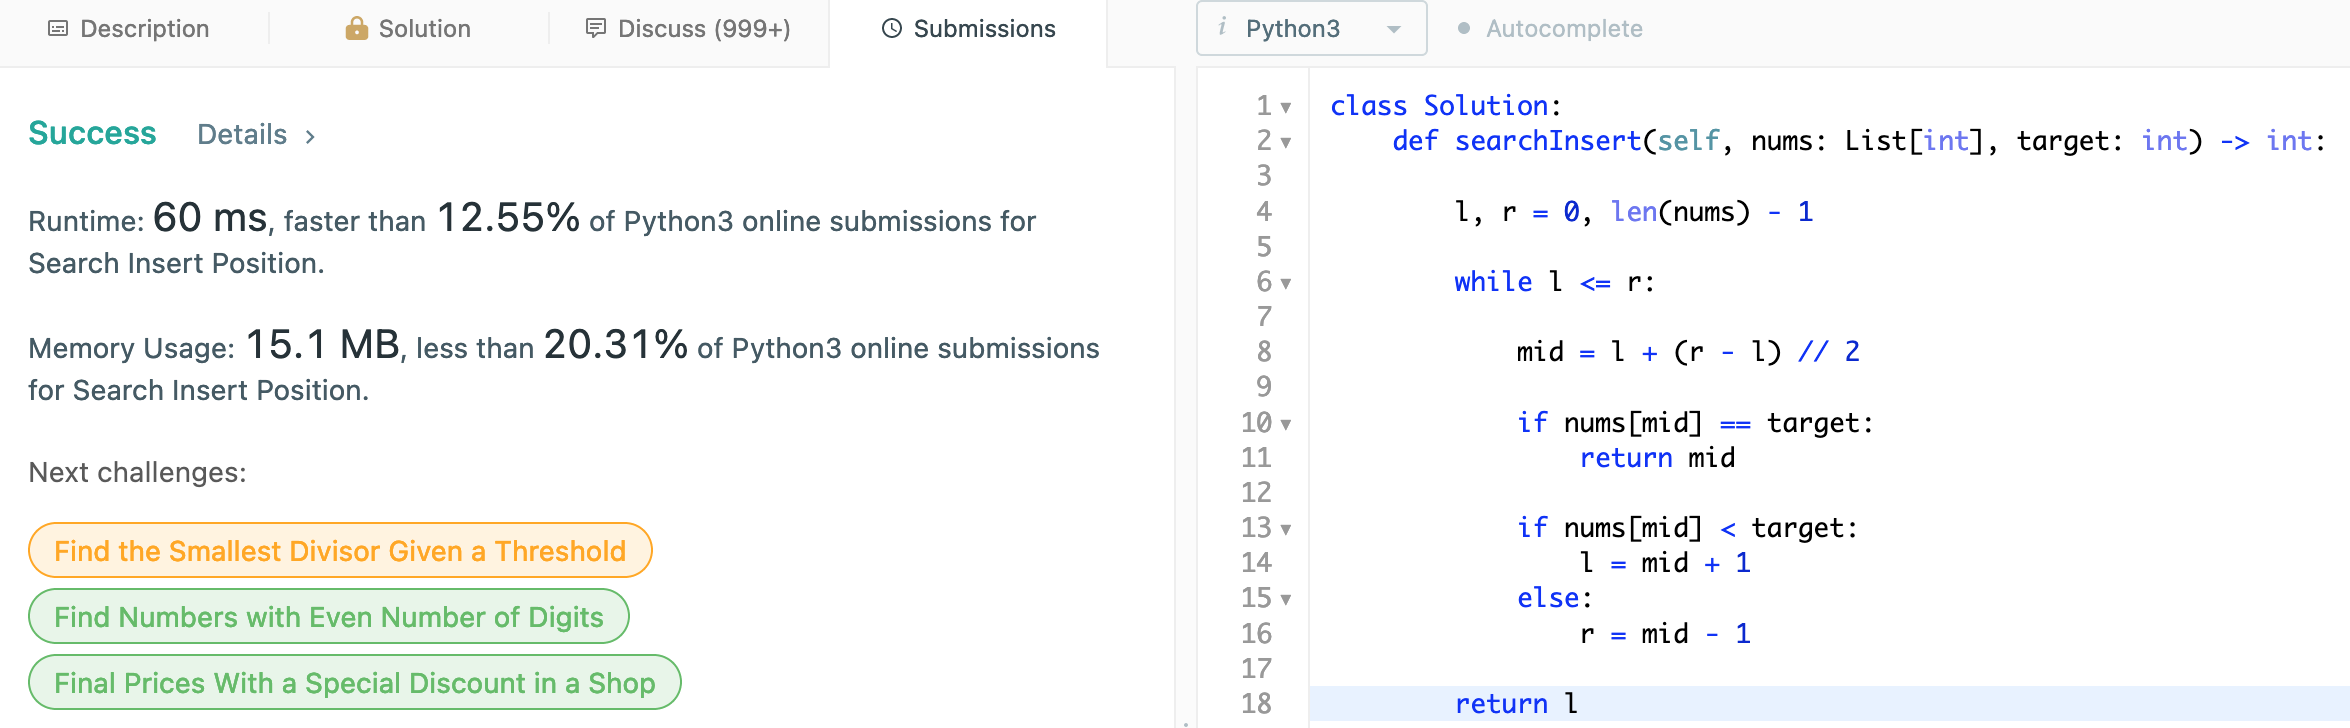 Description
Solution
Discuss (999+)
Submissions
i Python3
Autocomplete
Success Details >
Runtime: 60 ms, faster than 12.55% of Python3 online submissions for
Search Insert Position.
Memory Usage: 15.1 MB, less than 20.31% of Python3 online submissions
for Search Insert Position.
Next challenges:
Find the Smallest Divisor Given a Threshold
Find Numbers with Even Number of Digits
Final Prices With a Special Discount in a Shop
1 class Solution:
2     def searchInsert(self, nums: List[int], target: int) -> int:
3
4         l, r = 0, len(nums) - 1
5
6         while l <= r:
7
8             mid = l + (r - l) // 2
9
10             if nums[mid] == target:
11                 return mid
12
13             if nums[mid] < target:
14                 l = mid + 1
15             else:
16                 r = mid - 1
17
18         return l